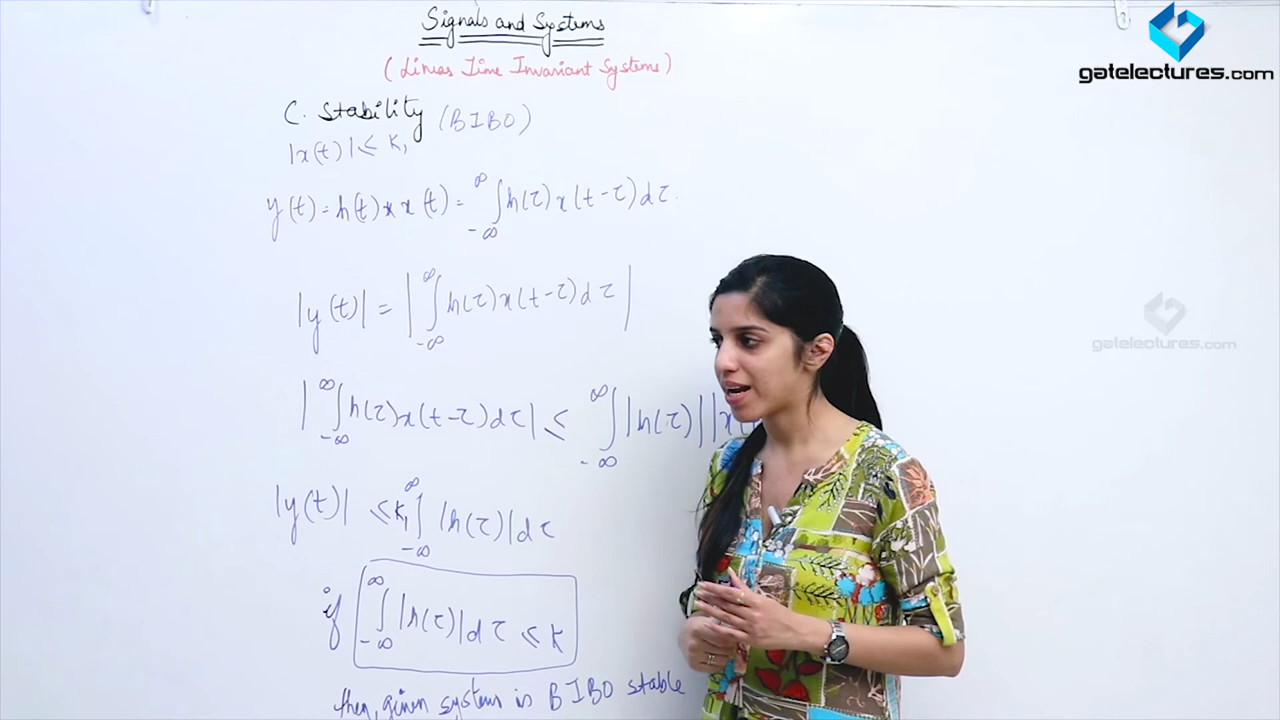 Signals and Systems
(Linear Time Invariant Systems)
gatelectures.com
C. Stability (BIBO)
|x(t)| ≤ K₁
y(t) = h(t) * x(t) = ∫_{-∞}^{∞} h(τ) x(t-τ) dτ.
|y(t)| = | ∫_{-∞}^{∞} h(τ) x(t-τ) dτ |
gatelectures.com
| ∫_{-∞}^{∞} h(τ) x(t-τ) dτ | ≤ ∫_{-∞}^{∞} |h(τ)| |x(
|y(t)| ≤ K₁ ∫_{-∞}^{∞} |h(τ)| dτ
if ∫_{-∞}^{∞} |h(τ)| dτ ≤ K
then, given system is BIBO stable